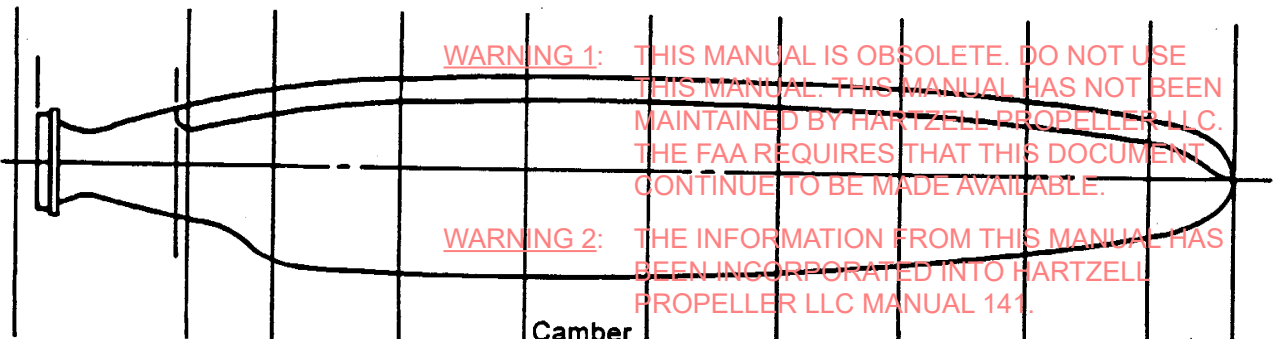 WARNING 1: THIS MANUAL IS OBSOLETE. DO NOT USE
THIS MANUAL. THIS MANUAL HAS NOT BEEN
MAINTAINED BY HARTZELL PROPELLER LLC.
THE FAA REQUIRES THAT THIS DOCUMENT
CONTINUE TO BE MADE AVAILABLE.
WARNING 2: THE INFORMATION FROM THIS MANUAL HAS
BEEN INCORPORATED INTO HARTZELL
PROPELLER LLC MANUAL 141.
Camber